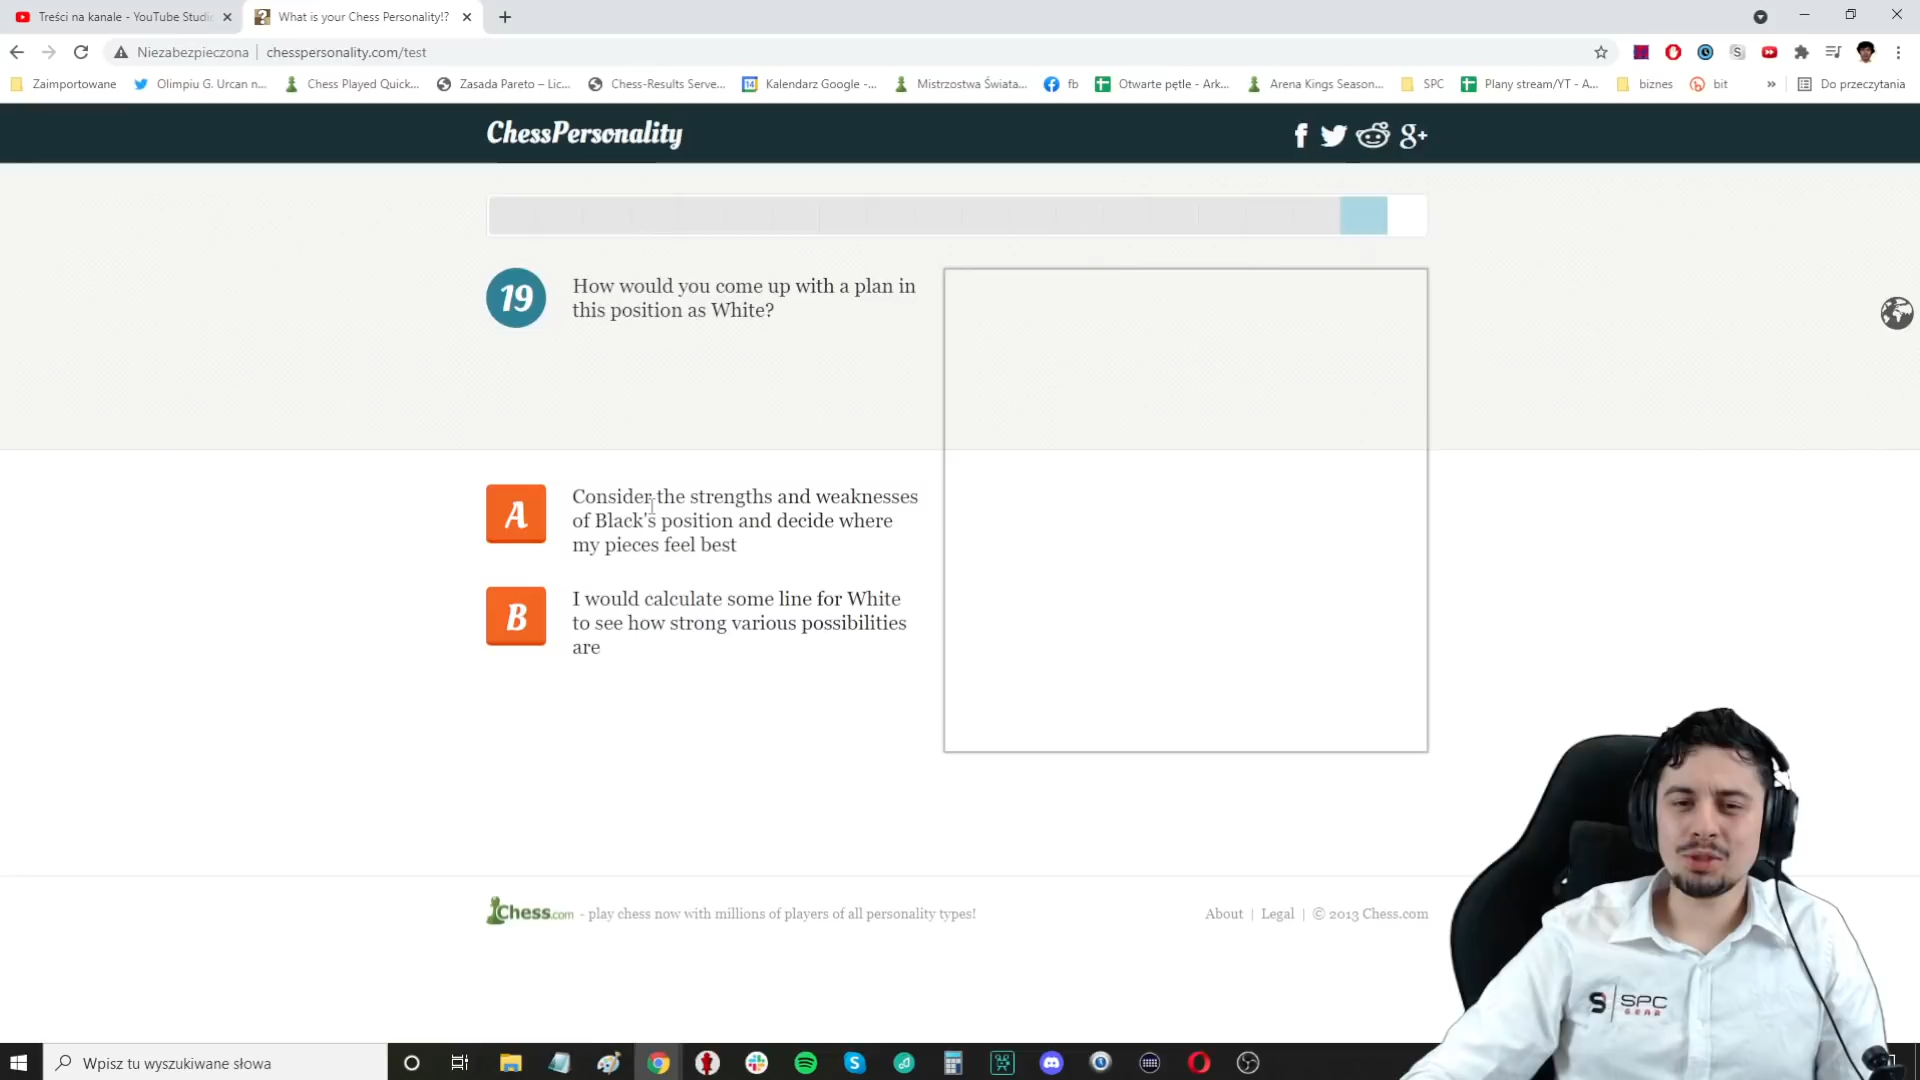 Treści na kanale - YouTube Studi
What is your Chess Personality!?
Niezabezpieczona
chesspersonality.com/test
Zaimportowane
Olimpiu G. Urcan n...
Chess Played Quick...
Zasada Pareto – Lic...
Chess-Results Serve...
Kalendarz Google -...
Mistrzostwa Świata...
fb
Otwarte pętle - Ark...
Arena Kings Season...
SPC
Plany stream/YT - A...
biznes
bit
Do przeczytania
ChessPersonality
19
How would you come up with a plan in
this position as White?
A
Consider the strengths and weaknesses
of Black's position and decide where
my pieces feel best
B
I would calculate some line for White
to see how strong various possibilities
are
Chess.com - play chess now with millions of players of all personality types!
About | Legal | © 2013 Chess.com
SPC
GEAR
Wpisz tu wyszukiwane słowa